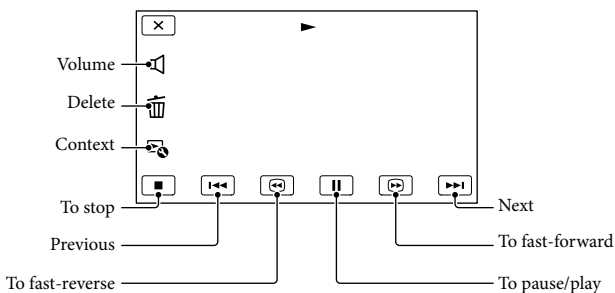 Volume
Delete
Context
To stop
Previous
To fast-reverse
Next
To fast-forward
To pause/play